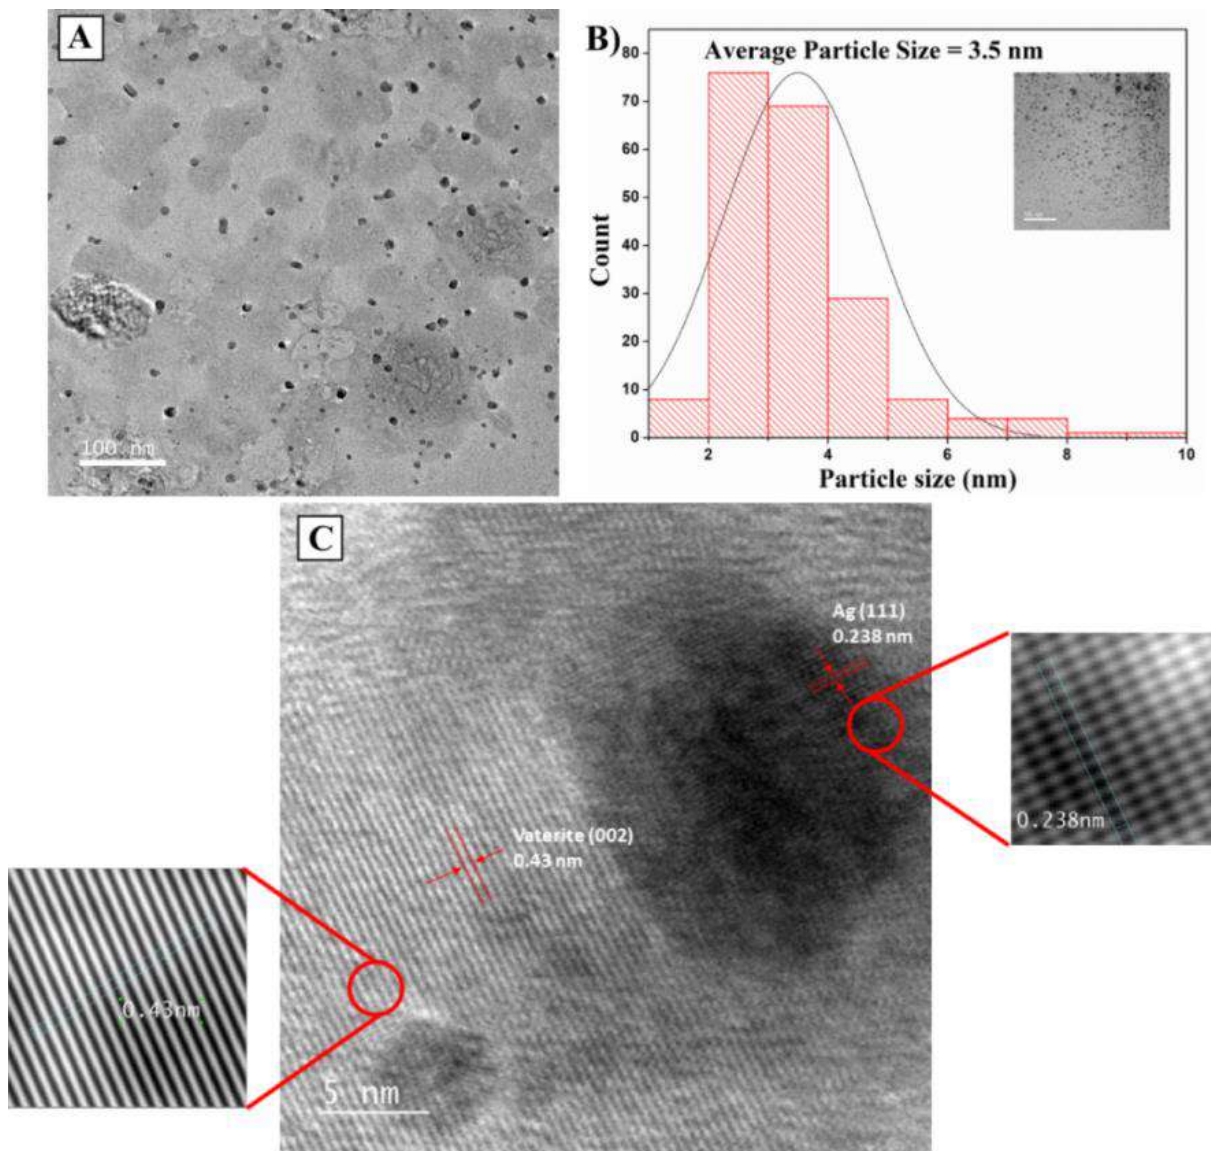 A
100 nm
B)
Average Particle Size = 3.5 nm
80
70
60
50
40
30
20
10
0
Count
2
4
6
8
10
Particle size (nm)
C
Ag (111)
0.238 nm
0.238nm
Vaterite (002)
0.43 nm
0.43nm
5 nm